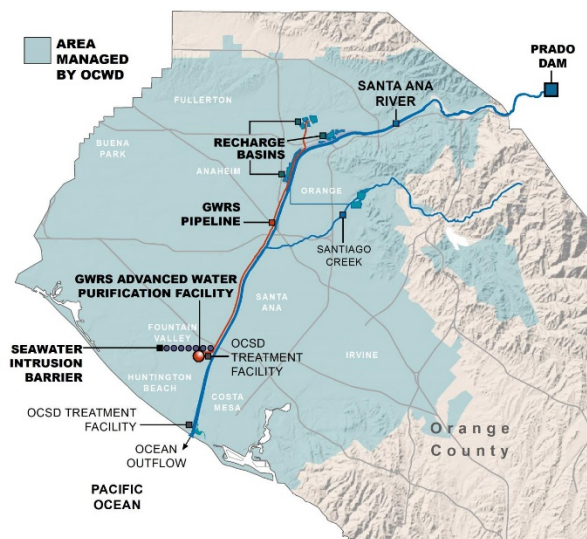 AREA
MANAGED
BY OCWD
PRADO
DAM
SANTA ANA
RIVER
FULLERTON
RECHARGE
BASINS
BUENA
PARK
ANAHEIM
ORANGE
GWRS
PIPELINE
SANTIAGO
CREEK
GWRS ADVANCED WATER
PURIFICATION FACILITY
SANTA
ANA
FOUNTAIN
VALLEY
SEAWATER
INTRUSION
BARRIER
OCSD
TREATMENT
FACILITY
IRVINE
HUNTINGTON
BEACH
COSTA
MESA
OCSD TREATMENT
FACILITY
OCEAN
OUTFLOW
Orange
County
PACIFIC
OCEAN